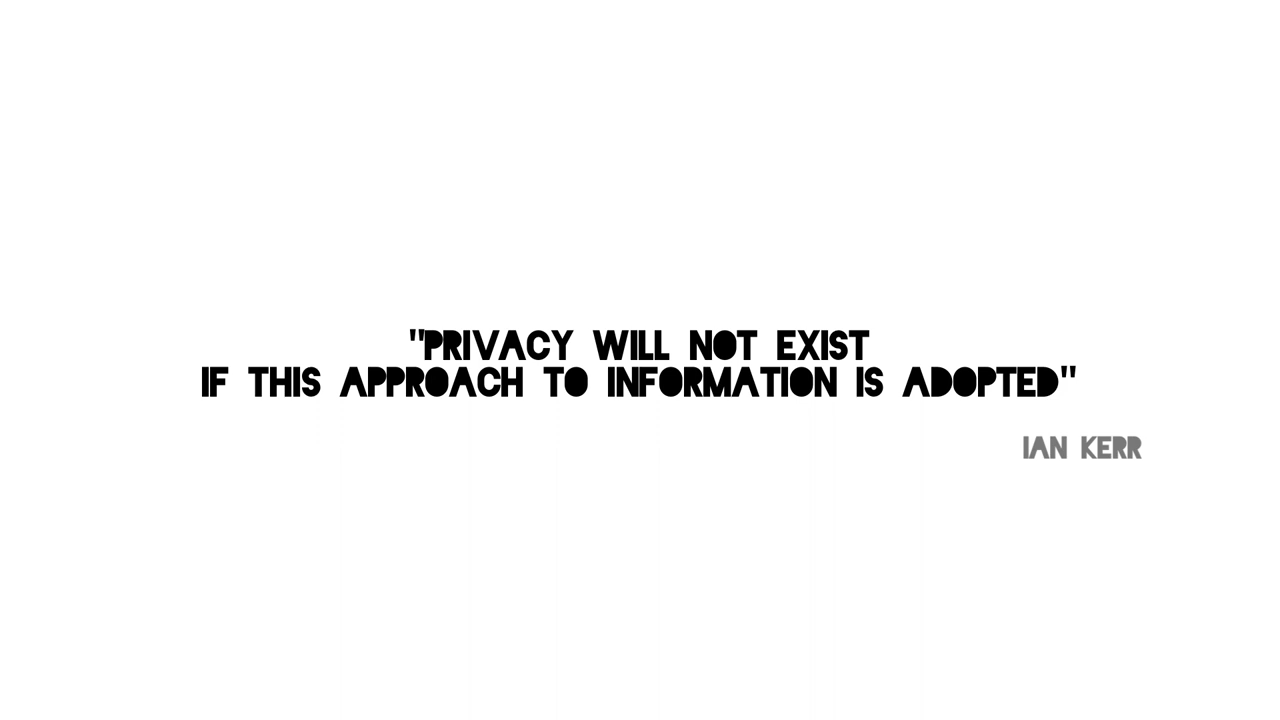 "PRIVACY WILL NOT EXIST
IF THIS APPROACH TO INFORMATION IS ADOPTED"
IAN KERR